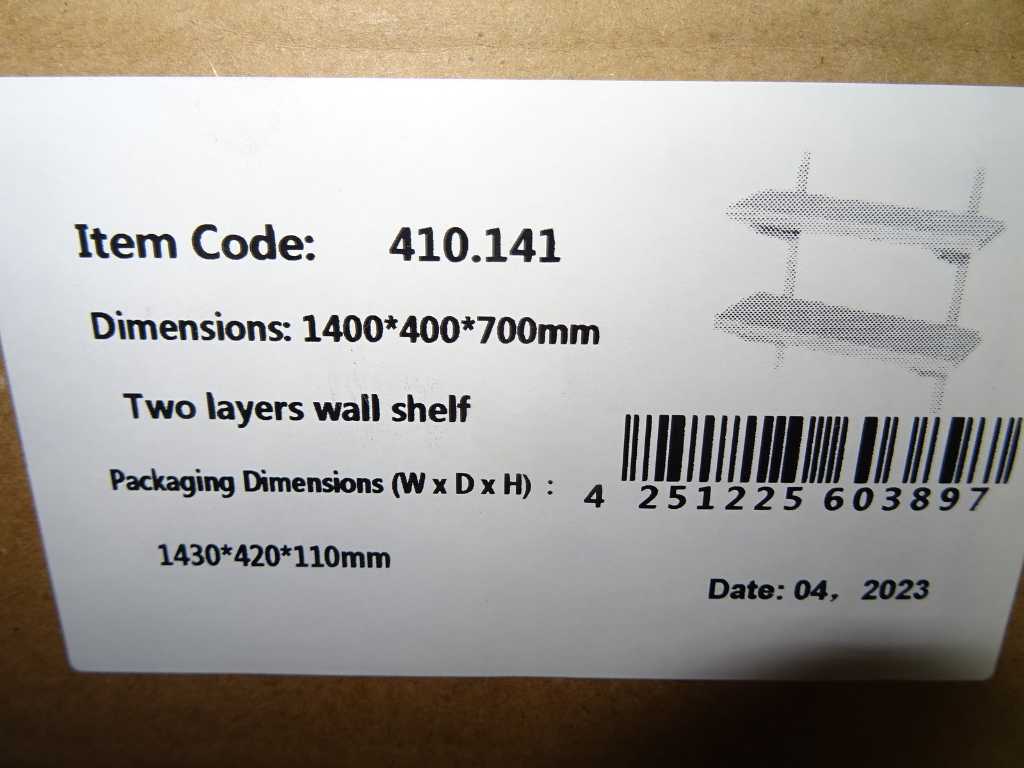 Item Code: 410.141
Dimensions: 1400*400*700mm
Two layers wall shelf
Packaging Dimensions (W x D x H) :
4 251225 603897
1430*420*110mm
Date: 04, 2023